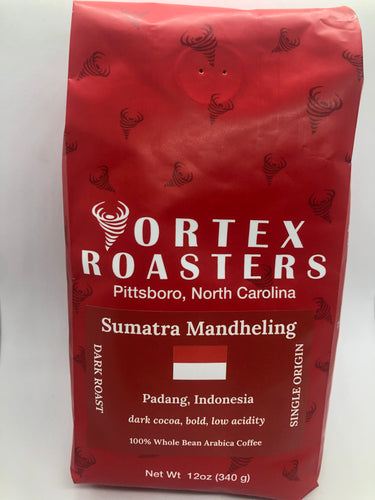 VORTEX
ROASTERS
Pittsboro, North Carolina
Sumatra Mandheling
DARK ROAST
SINGLE ORIGIN
Padang, Indonesia
dark cocoa, bold, low acidity
100% Whole Bean Arabica Coffee
Net Wt 12oz (340 g)